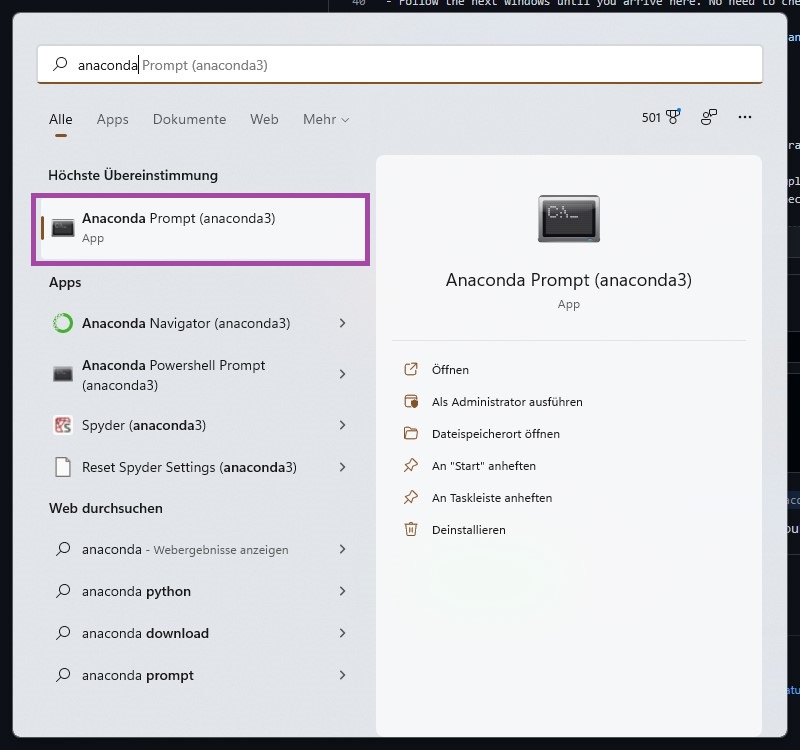 40 - Follow the next windows until you arrive here. No need to che
anaconda Prompt (anaconda3)
Alle Apps Dokumente Web Mehr 501
Höchste Übereinstimmung
Anaconda Prompt (anaconda3)
App
Apps
Anaconda Navigator (anaconda3)
Anaconda Powershell Prompt
(anaconda3)
Spyder (anaconda3)
Reset Spyder Settings (anaconda3)
Web durchsuchen
anaconda - Webergebnisse anzeigen
anaconda python
anaconda download
anaconda prompt
C:\_
Anaconda Prompt (anaconda3)
App
Öffnen
Als Administrator ausführen
Dateispeicherort öffnen
An "Start" anheften
An Taskleiste anheften
Deinstallieren